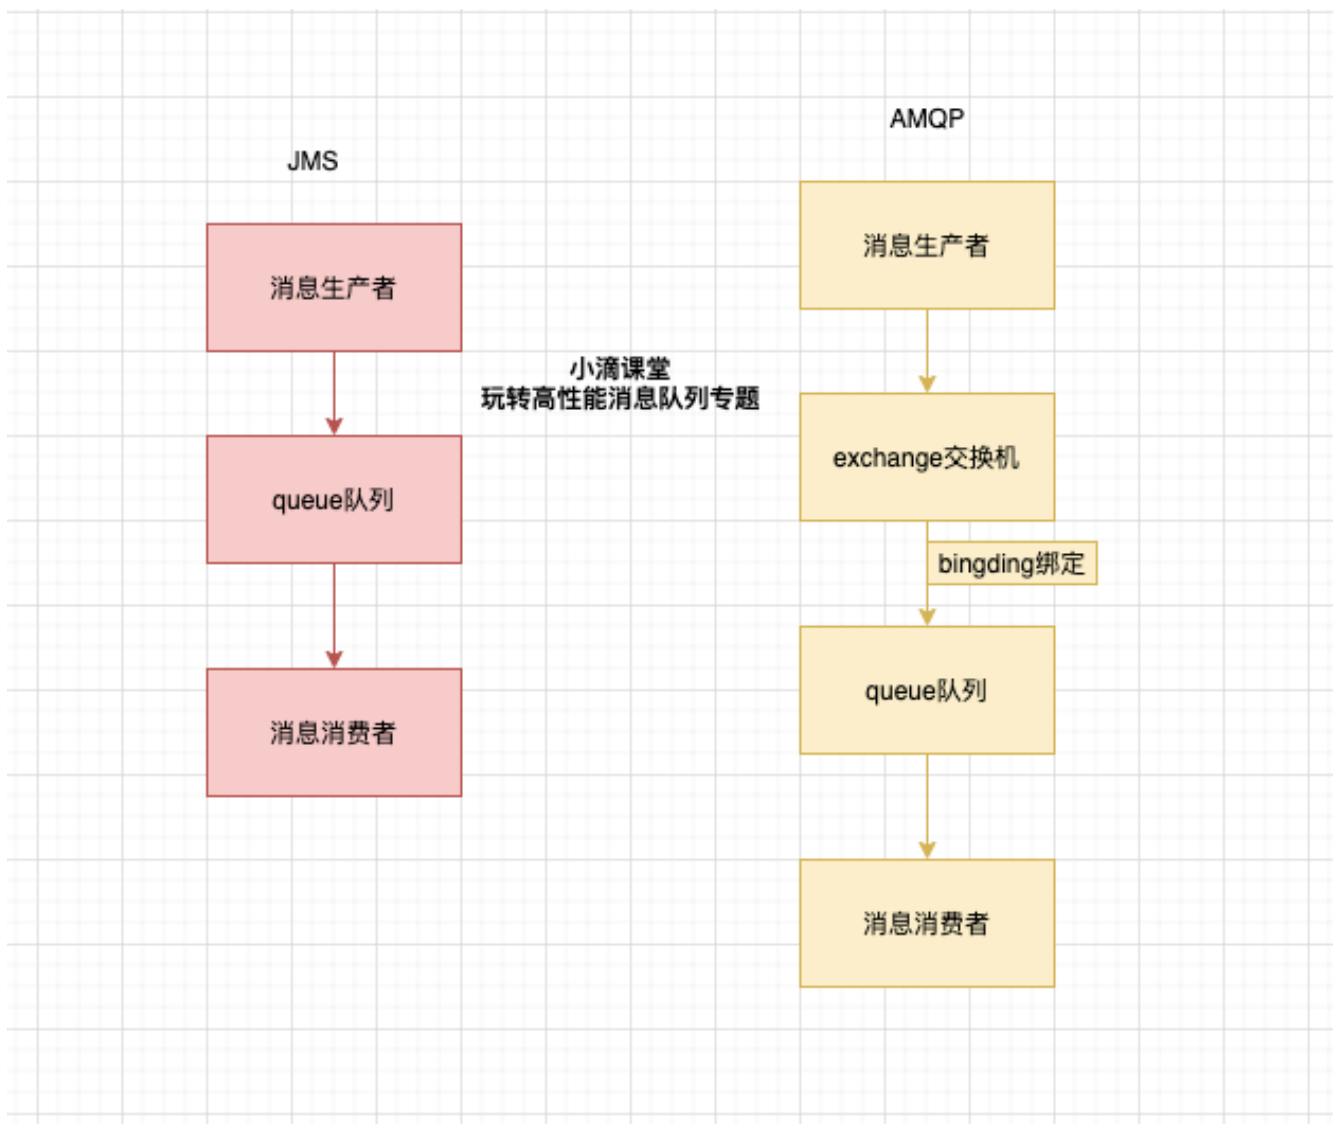 JMS
消息生产者
queue队列
消息消费者
小滴课堂
玩转高性能消息队列专题
AMQP
消息生产者
exchange交换机
bingding绑定
queue队列
消息消费者